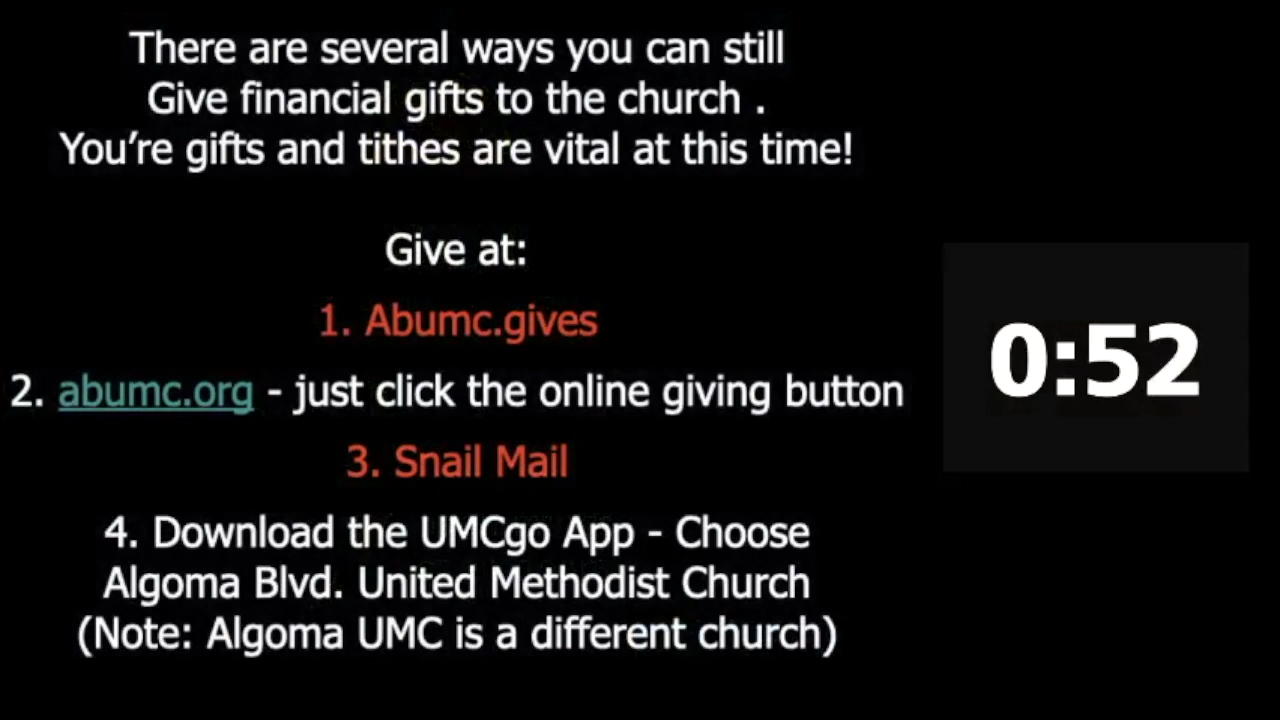 There are several ways you can still
Give financial gifts to the church .
You're gifts and tithes are vital at this time!
Give at:
1. Abumc.gives
2. abumc.org - just click the online giving button
3. Snail Mail
4. Download the UMCgo App - Choose
Algoma Blvd. United Methodist Church
(Note: Algoma UMC is a different church)
0:52